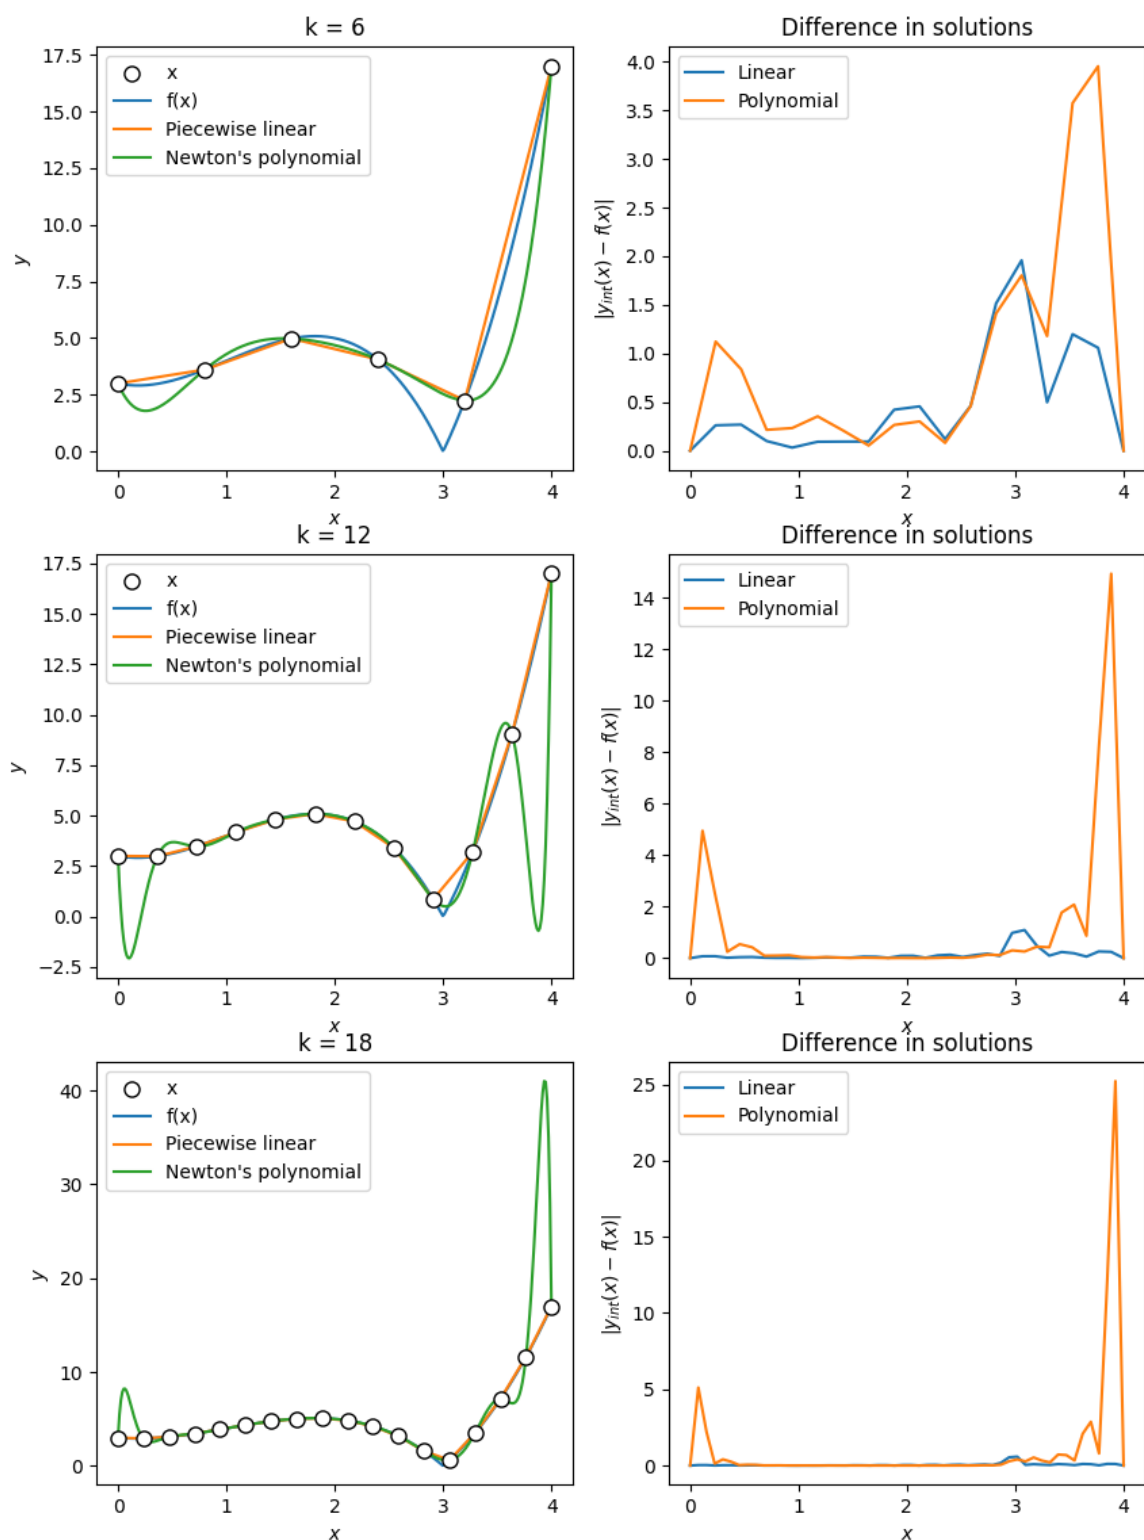 k = 6
17.5
15.0
12.5
10.0
7.5
5.0
2.5
0.0
y
x
f(x)
Piecewise linear
Newton's polynomial
0 1 2 3 4
x
Difference in solutions
4.0
3.5
3.0
2.5
2.0
1.5
1.0
0.5
0.0
|y_int(x) − f(x)|
Linear
Polynomial
0 1 2 3 4
x
k = 12
17.5
15.0
12.5
10.0
7.5
5.0
2.5
0.0
−2.5
y
x
f(x)
Piecewise linear
Newton's polynomial
0 1 2 3 4
x
Difference in solutions
14
12
10
8
6
4
2
0
|y_int(x) − f(x)|
Linear
Polynomial
0 1 2 3 4
x
k = 18
40
30
20
10
0
y
x
f(x)
Piecewise linear
Newton's polynomial
0 1 2 3 4
x
Difference in solutions
25
20
15
10
5
0
|y_int(x) − f(x)|
Linear
Polynomial
0 1 2 3 4
x